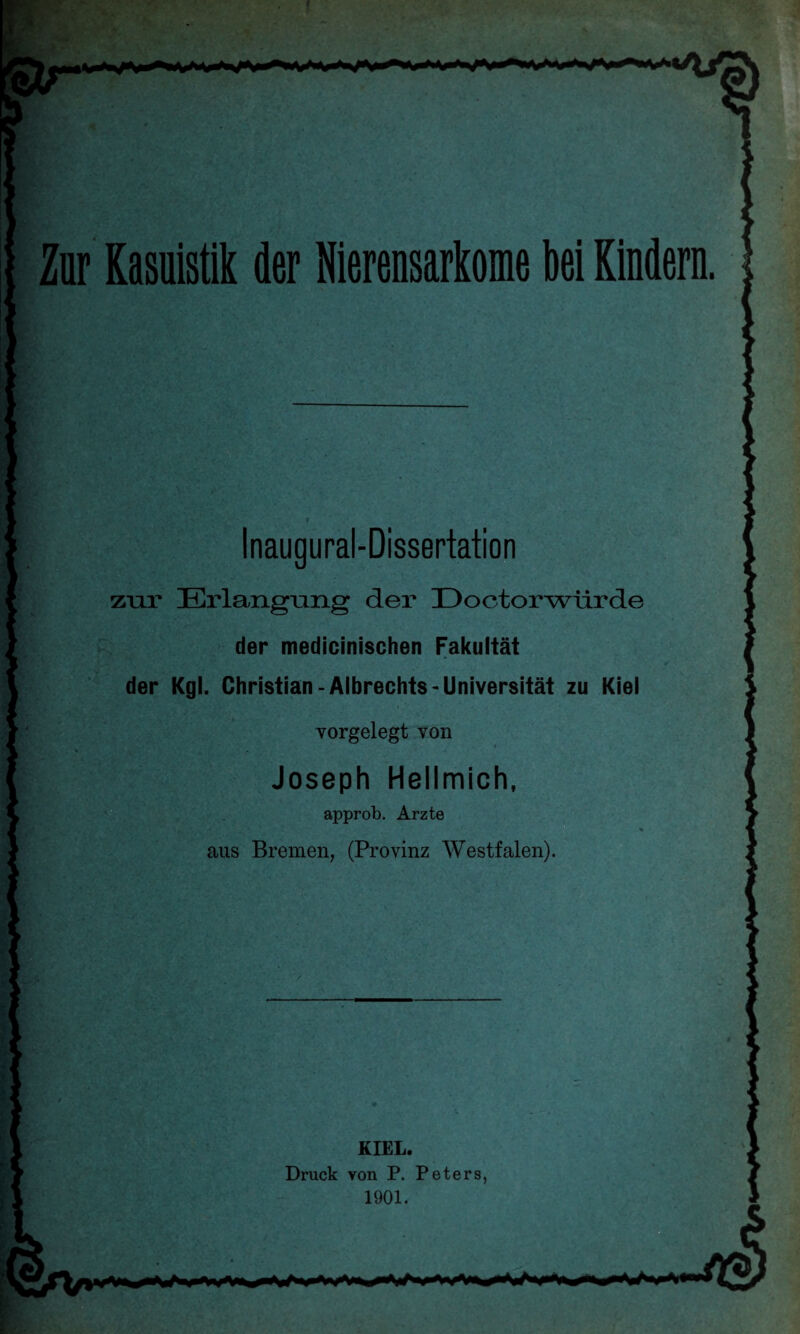 Zur Kasuistik der Nierensarkome bei Kindern.
Inaugural-Dissertation
zur Erlangung der Doctorwürde
der medicinischen Fakultät
der Kgl. Christian-Albrechts-Universität zu Kiel
vorgelegt von
Joseph Hellmich,
approb. Arzte
aus Bremen, (Provinz Westfalen).
KIEL.
Druck von P. Peters,
1901.